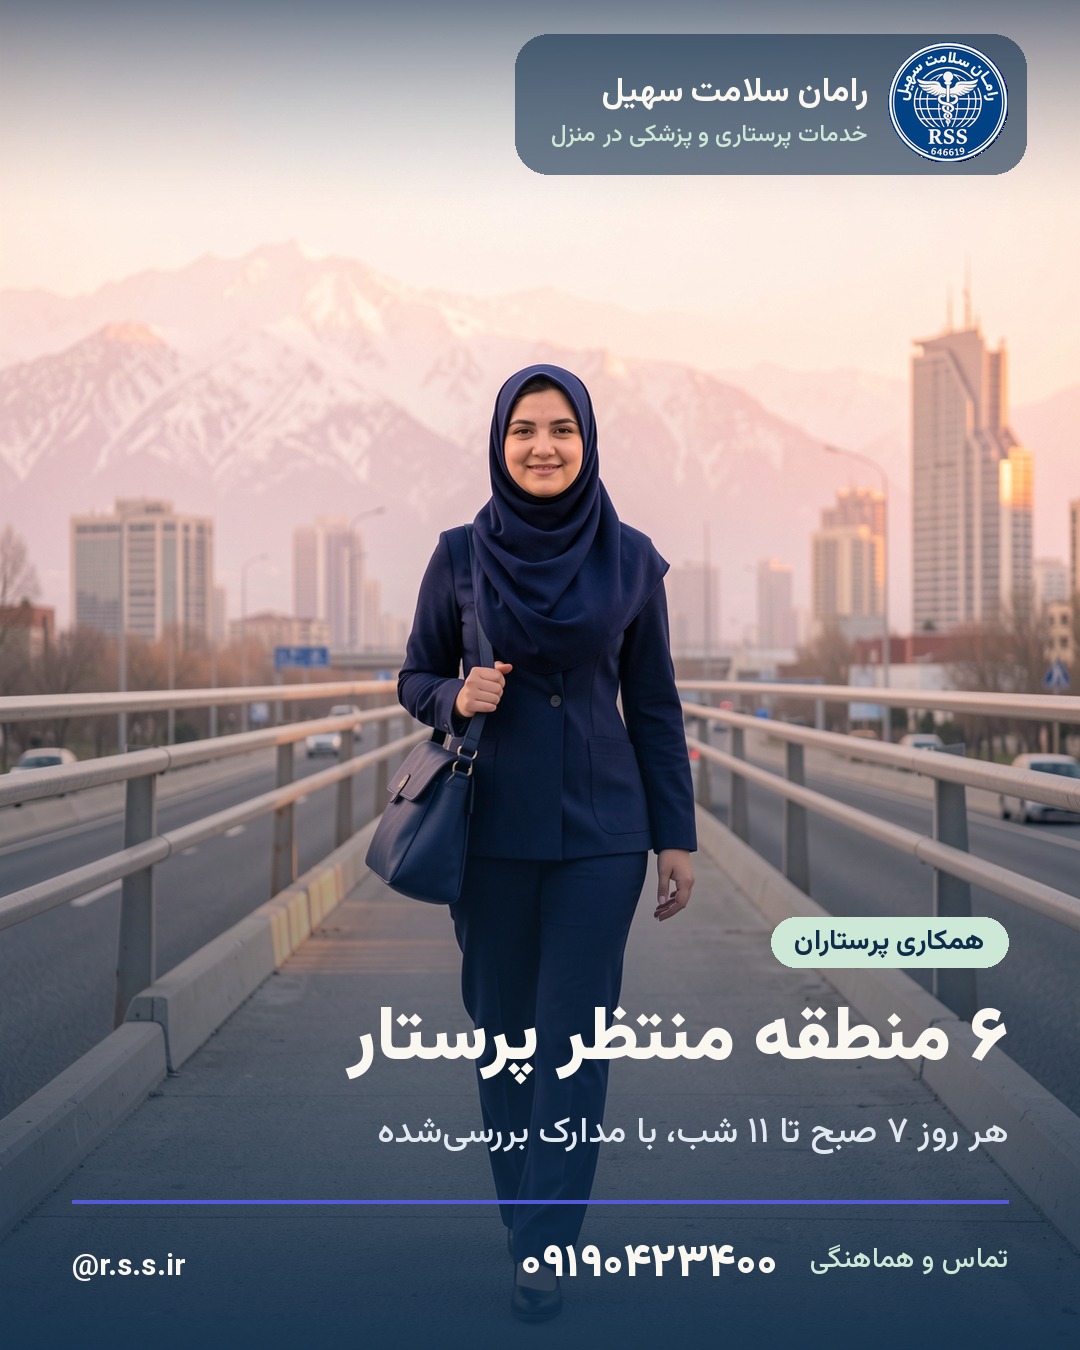 رامان سلامت سهیل
خدمات پرستاری و پزشکی در منزل
رامان سلامت سهیل
RSS
646619
همکاری پرستاران
۶ منطقه منتظر پرستار
هر روز ۷ صبح تا ۱۱ شب، با مدارک بررسی‌شده
تماس و هماهنگی ۰۹۱۹۰۴۲۳۴۰۰
@r.s.s.ir